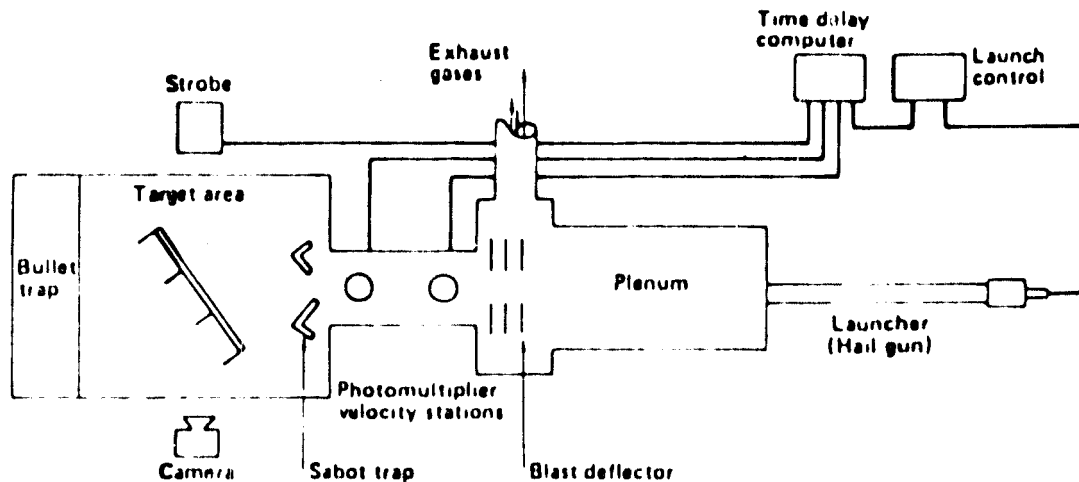 Time delay
computer
Exhaust
gases
Launch
control
Strobe
Target area
Bullet
trap
Plenum
Launcher
(Hail gun)
Photomultiplier
velocity stations
Camera
Sabot trap
Blast deflector